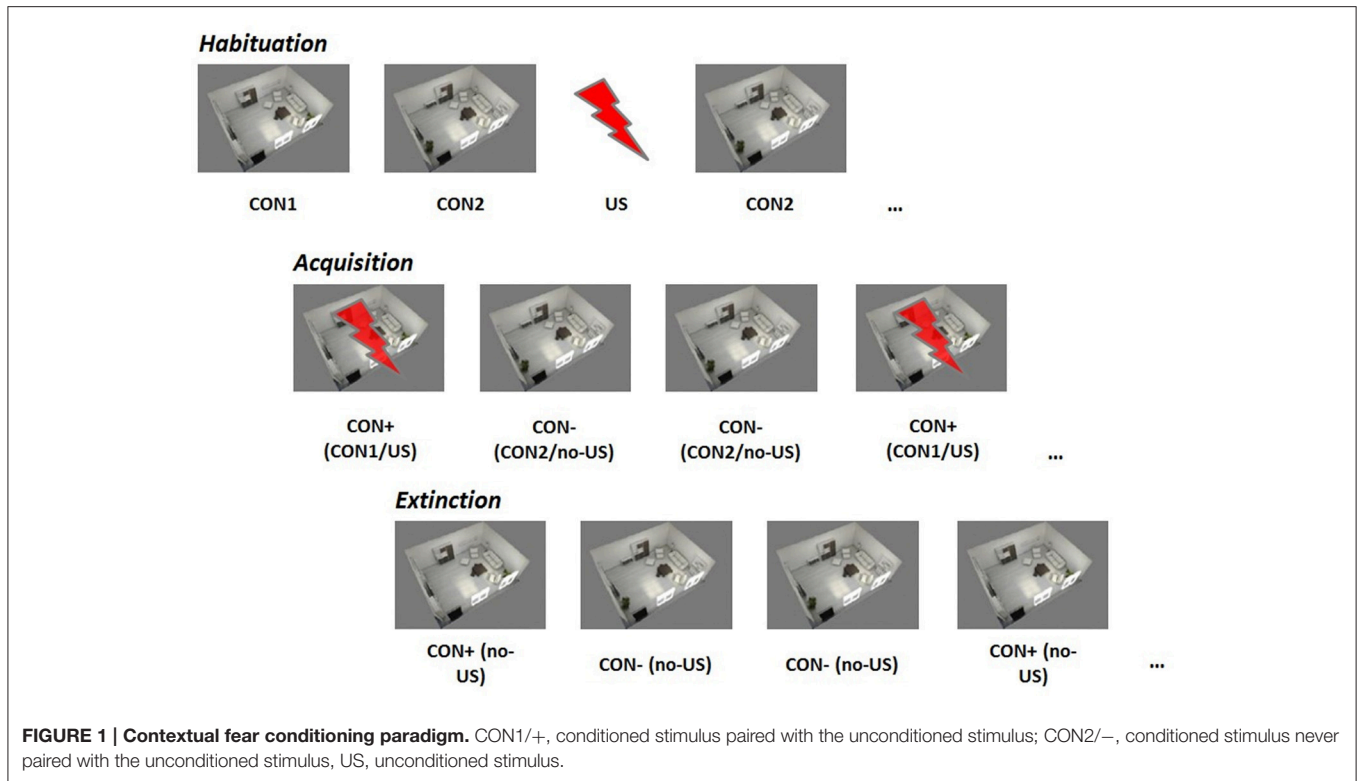 Habituation
CON1 CON2 US CON2 ...
Acquisition
CON+ CON- CON- CON+
(CON1/US) (CON2/no-US) (CON2/no-US) (CON1/US) ...
Extinction
CON+ (no- CON- (no-US) CON- (no-US) CON+ (no- ...
US) US)
FIGURE 1 | Contextual fear conditioning paradigm. CON1/+, conditioned stimulus paired with the unconditioned stimulus; CON2/−, conditioned stimulus never
paired with the unconditioned stimulus, US, unconditioned stimulus.